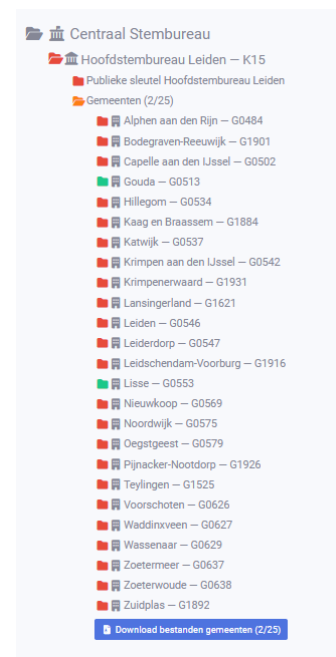 Centraal Stembureau
Hoofdstembureau Leiden — K15
Publieke sleutel Hoofdstembureau Leiden
Gemeenten (2/25)
Alphen aan den Rijn — G0484
Bodegraven-Reeuwijk — G1901
Capelle aan den IJssel — G0502
Gouda — G0513
Hillegom — G0534
Kaag en Braassem — G1884
Katwijk — G0537
Krimpen aan den IJssel — G0542
Krimpenerwaard — G1931
Lansingerland — G1621
Leiden — G0546
Leiderdorp — G0547
Leidschendam-Voorburg — G1916
Lisse — G0553
Nieuwkoop — G0569
Noordwijk — G0575
Oegstgeest — G0579
Pijnacker-Nootdorp — G1926
Teylingen — G1525
Voorschoten — G0626
Waddinxveen — G0627
Wassenaar — G0629
Zoetermeer — G0637
Zoeterwoude — G0638
Zuidplas — G1892
Download bestanden gemeenten (2/25)